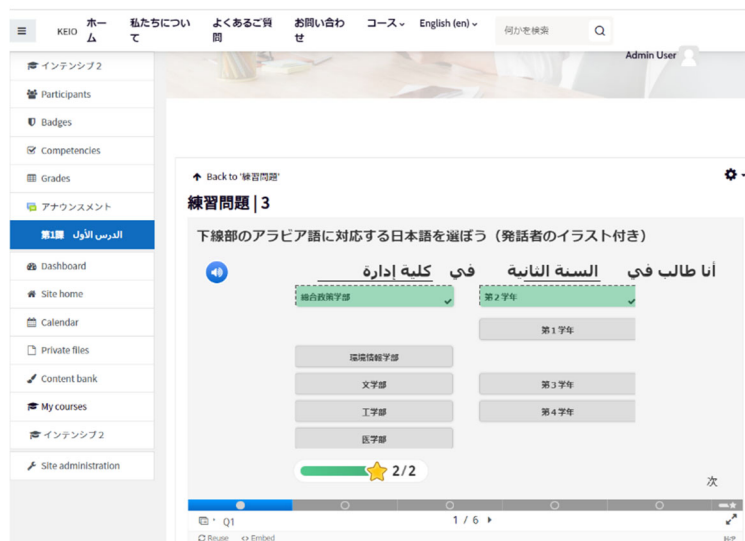 KEIO
ホーム
私たちについて
よくあるご質問
お問い合わせ
コース
English (en)
何かを検索
Admin User
インテンシブ 2
Participants
Badges
Competencies
Grades
アナウンスメント
第1課 الدرس الأول
Dashboard
Site home
Calendar
Private files
Content bank
My courses
インテンシブ 2
Site administration
Back to '練習問題'
練習問題 | 3
下線部のアラビア語に対応する日本語を選ぼう（発話者のイラスト付き）
أنا طالب في السنة الثانية في كلية إدارة
総合政策学部
第２学年
第１学年
環境情報学部
文学部
第３学年
工学部
第４学年
医学部
2/2
次
Q1
1 / 6
Reuse
<> Embed
H5P